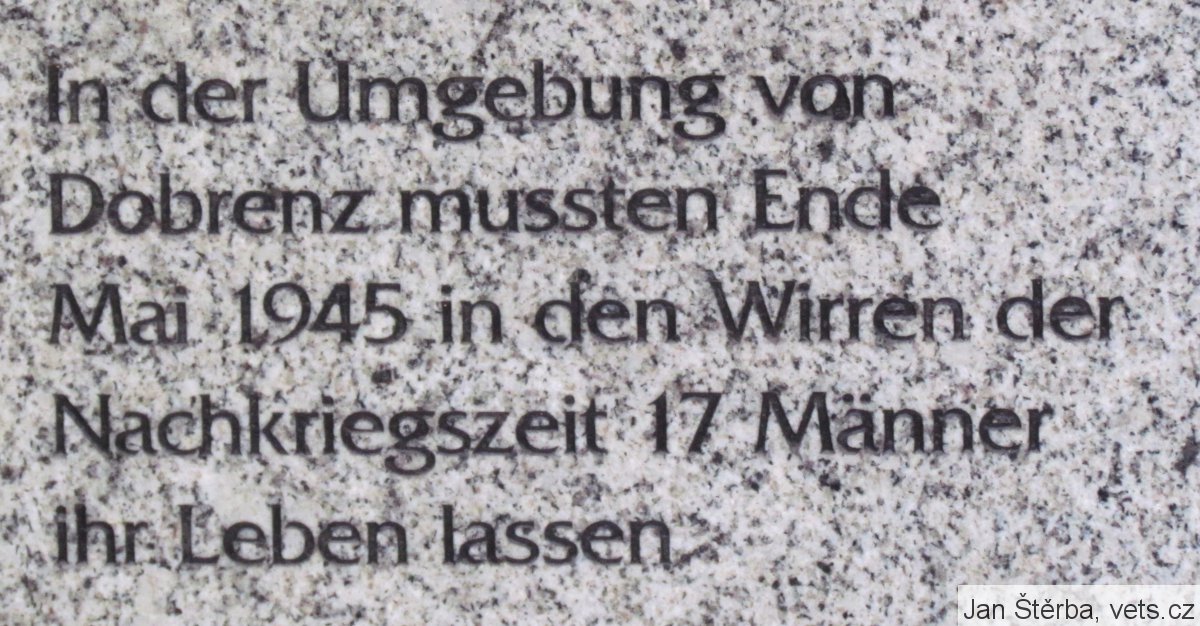 In der Umgebung von
Dobrenz mussten Ende
Mai 1945 in den Wirren der
Nachkriegszeit 17 Männer
ihr Leben lassen
Jan Štěrba, vets.cz